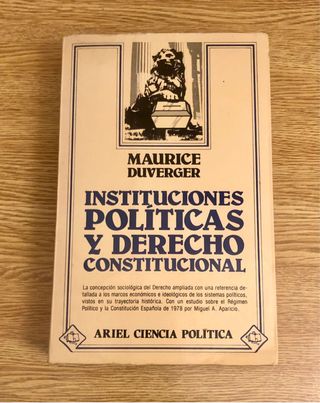 MAURICE
DUVERGER
INSTITUCIONES
POLÍTICAS
Y DERECHO
CONSTITUCIONAL
La concepción sociológica del Derecho ampliada con una referencia de-
tallada a los marcos económicos e ideológicos de los sistemas políticos,
vistos en su trayectoria histórica. Con un estudio sobre el Régimen
Político y la Constitución Española de 1978 por Miguel A. Aparicio.
ARIEL CIENCIA POLÍTICA